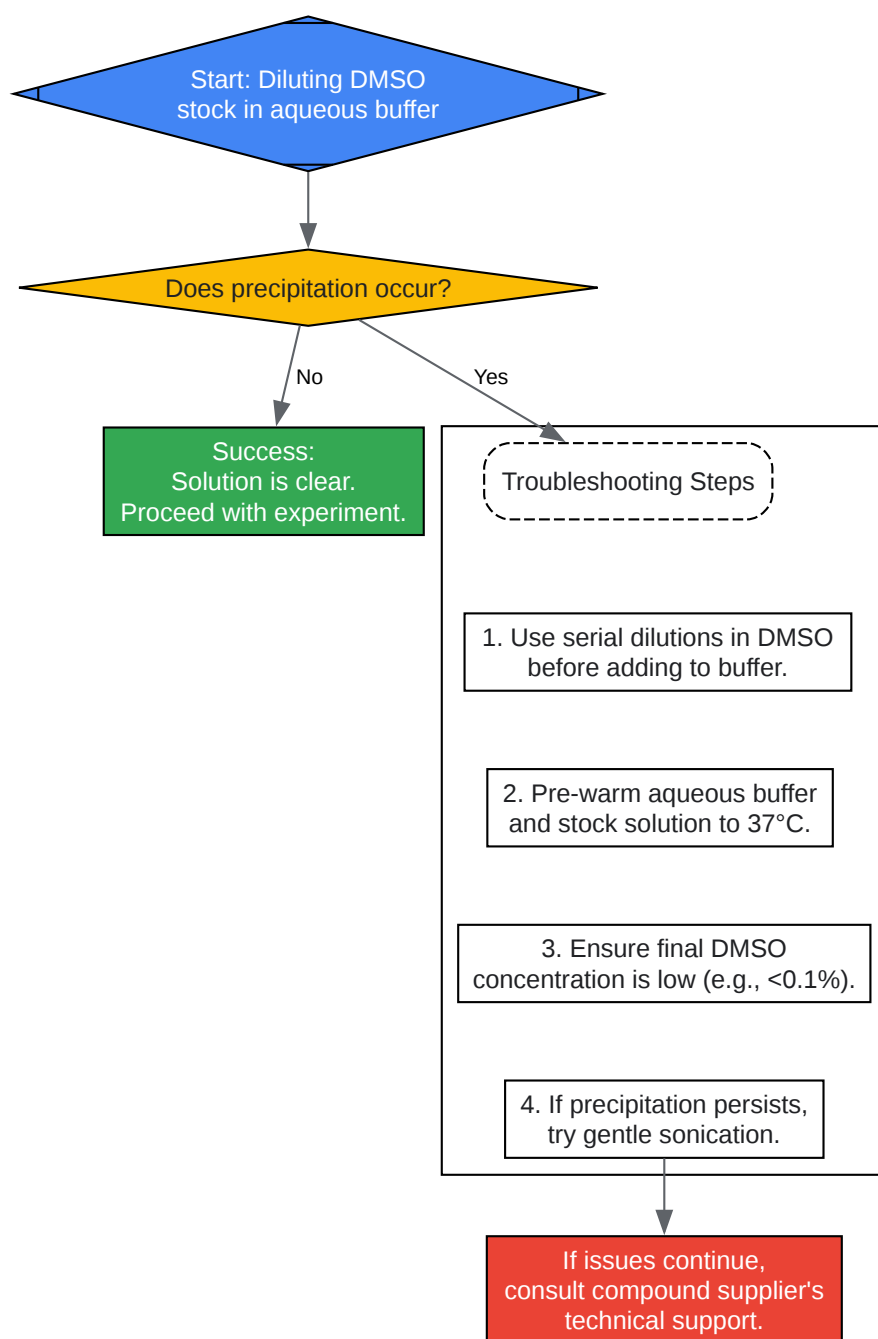 Start: Diluting DMSO
stock in aqueous buffer
Does precipitation occur?
No
Yes
Success:
Solution is clear.
Proceed with experiment.
Troubleshooting Steps
1. Use serial dilutions in DMSO
before adding to buffer.
2. Pre-warm aqueous buffer
and stock solution to 37°C.
3. Ensure final DMSO
concentration is low (e.g., <0.1%).
4. If precipitation persists,
try gentle sonication.
If issues continue,
consult compound supplier's
technical support.